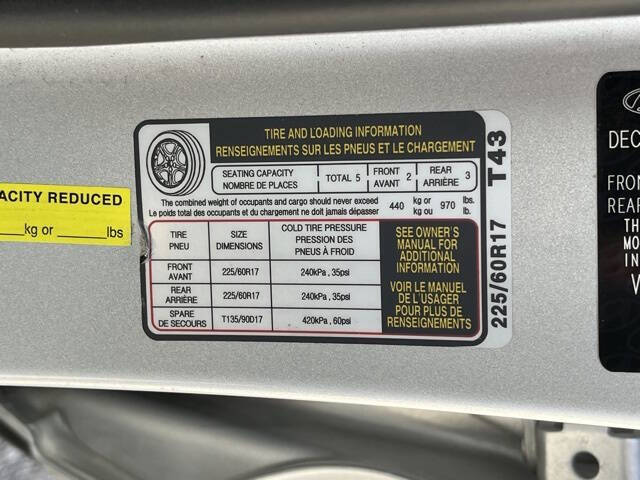 TIRE AND LOADING INFORMATION
RENSEIGNEMENTS SUR LES PNEUS ET LE CHARGEMENT
SEATING CAPACITY
NOMBRE DE PLACES
TOTAL 5
FRONT
AVANT 2
REAR
ARRIÈRE 3
The combined weight of occupants and cargo should never exceed 440 kg or 970 lbs.
Le poids total des occupants et du chargement ne doit jamais dépasser kg ou lb.
TIRE
PNEU
SIZE
DIMENSIONS
COLD TIRE PRESSURE
PRESSION DES
PNEUS À FROID
FRONT
AVANT
225/60R17
240kPa , 35psi
REAR
ARRIÈRE
225/60R17
240kPa , 35psi
SPARE
DE SECOURS
T135/90D17
420kPa , 60psi
SEE OWNER'S
MANUAL FOR
ADDITIONAL
INFORMATION
VOIR LE MANUEL
DE L'USAGER
POUR PLUS DE
RENSEIGNEMENTS
225/60R17 T43
ACITY REDUCED
kg or lbs
DEC
FRON
REAR
TH
MO
IN
V